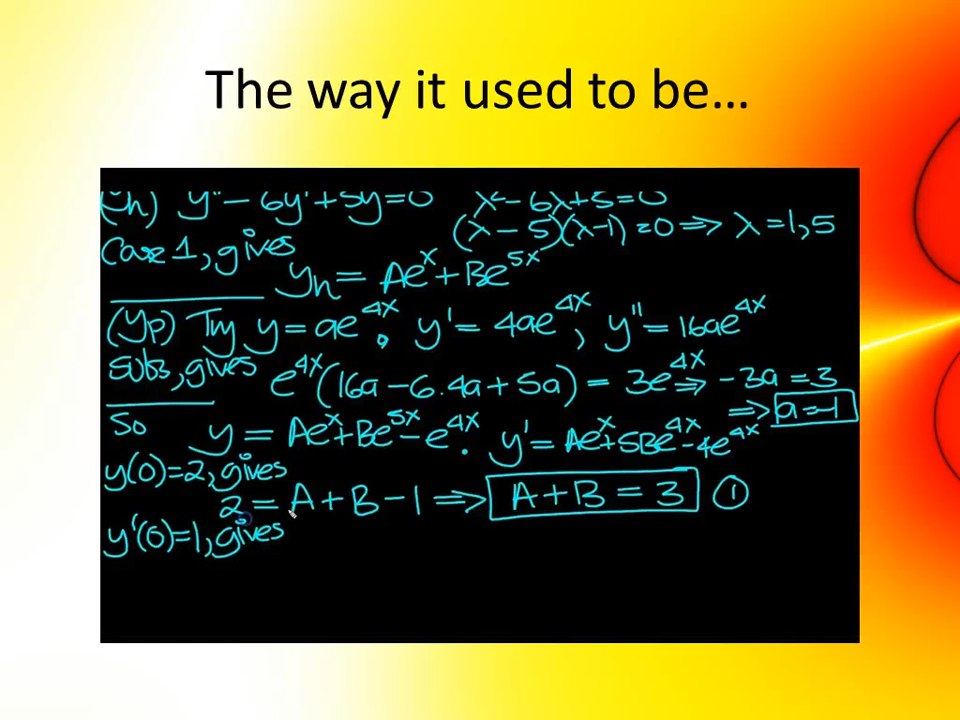 The way it used to be...
(yh) y'' - 6y' + 5y = 0 λ² - 6λ + 5 = 0
(λ - 5)(λ - 1) = 0 ⇒ λ = 1, 5
Case 1, gives
yh = Ae^x + Be^5x
(yp) Try y = ae^4x. y' = 4ae^4x, y'' = 16ae^4x
subs, gives e^4x(16a - 6.4a + 5a) = 3e^4x ⇒ -3a = 3
⇒ a = -1
So y = Ae^x + Be^5x - e^4x. y' = Ae^x + 5Be^4x - 4e^4x
y(0) = 2, gives
2 = A + B - 1 ⇒ A + B = 3 ①
y'(0) = 1, gives